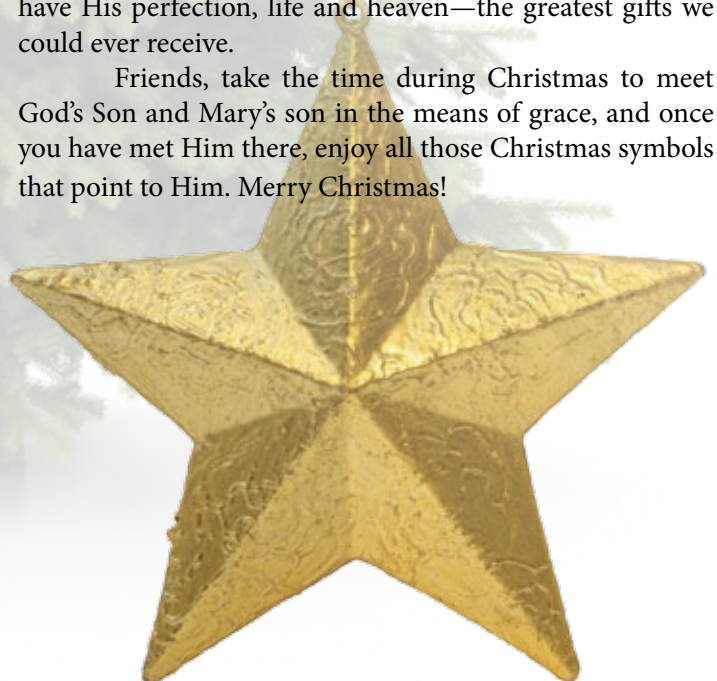 have His perfection, life and heaven—the greatest gifts we
could ever receive.
Friends, take the time during Christmas to meet
God’s Son and Mary’s son in the means of grace, and once
you have met Him there, enjoy all those Christmas symbols
that point to Him. Merry Christmas!